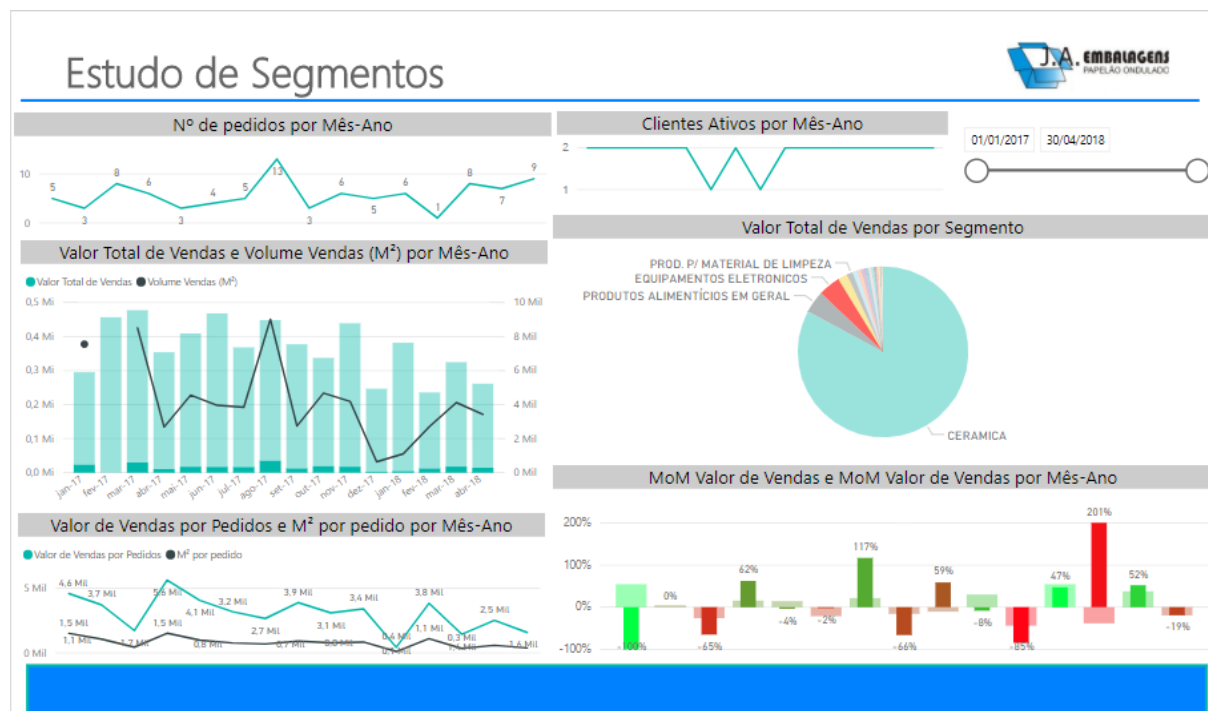 Estudo de Segmentos
J.A. EMBALAGENS
PAPELÃO ONDULADO
Nº de pedidos por Mês-Ano
10
0
5
3
8
6
3
4
5
13
3
6
5
6
1
8
7
9
Clientes Ativos por Mês-Ano
2
1
01/01/2017 30/04/2018
Valor Total de Vendas e Volume Vendas (M²) por Mês-Ano
Valor Total de Vendas Volume Vendas (M²)
0,5 Mi
0,4 Mi
0,3 Mi
0,2 Mi
0,1 Mi
0,0 Mi
10 Mil
8 Mil
6 Mil
4 Mil
2 Mil
0 Mil
jan-17
fev-17
mar-17
abr-17
mai-17
jun-17
jul-17
ago-17
set-17
out-17
nov-17
dez-17
jan-18
fev-18
mar-18
abr-18
Valor Total de Vendas por Segmento
PROD. P/ MATERIAL DE LIMPEZA
EQUIPAMENTOS ELETRONICOS
PRODUTOS ALIMENTÍCIOS EM GERAL
CERAMICA
Valor de Vendas por Pedidos e M² por pedido por Mês-Ano
Valor de Vendas por Pedidos M² por pedido
5 Mil
0 Mil
4.6 Mil
3.7 Mil
1.7 Mil
5.6 Mil
4.1 Mil
3.2 Mil
2.7 Mil
3.9 Mil
3.1 Mil
3.4 Mil
0.4 Mil
3.8 Mil
2.5 Mil
1.6 Mil
1.5 Mil
1.1 Mil
1.5 Mil
0.8 Mil
0.7 Mil
1.1 Mil
0.3 Mil
MoM Valor de Vendas e MoM Valor de Vendas por Mês-Ano
200%
100%
0%
-100%
-100%
0%
-65%
62%
-4%
-2%
117%
-66%
59%
-8%
-85%
47%
201%
52%
-19%